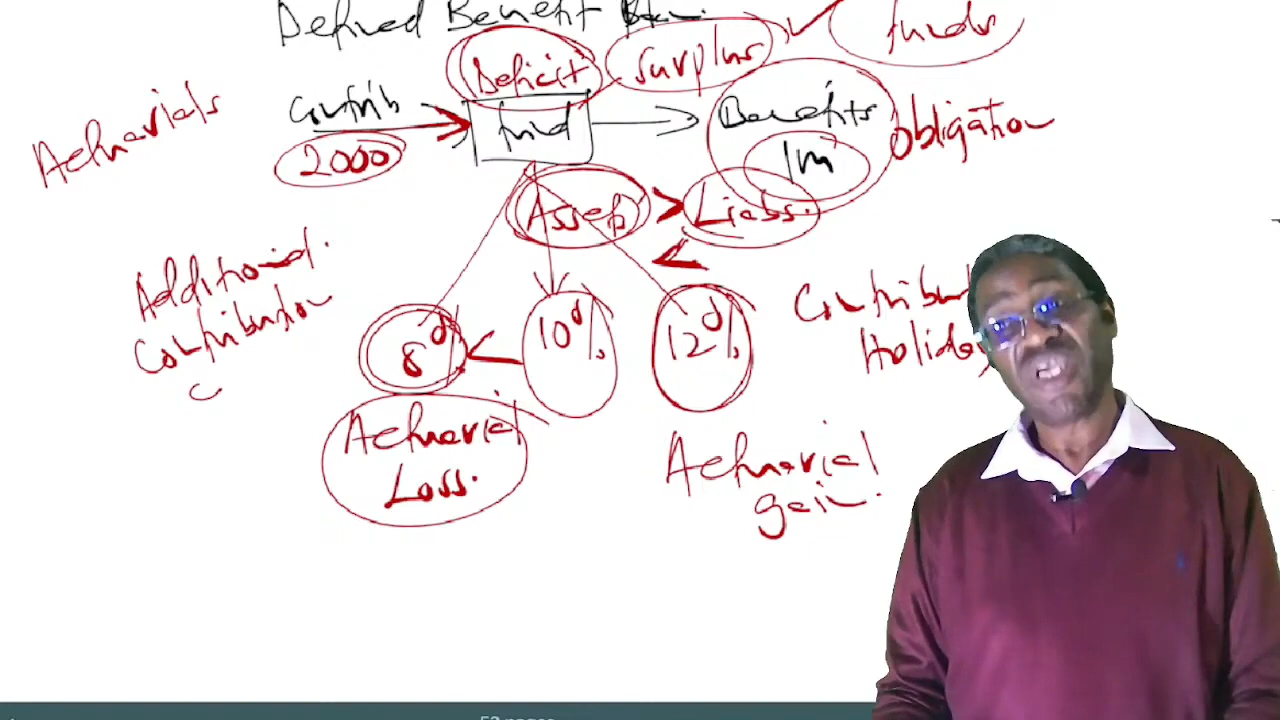 Defined Benefit Plan.
Deficit surplus funds
Actuarials
Contrib
fund
Benefits
obligation
2000
1m
Assets > Liabs.
<
Additional
contribution
Holiday
8% < 10% 12%
Actuarial
Loss.
Actuarial
gain.